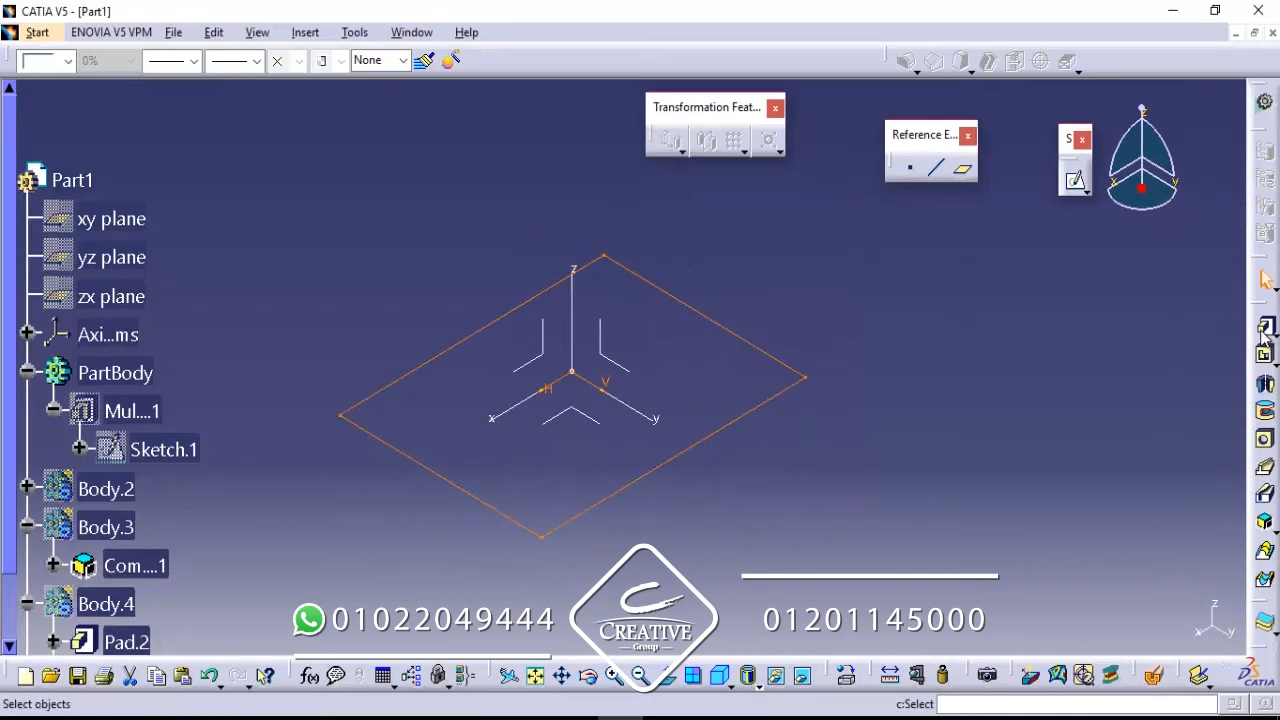 CATIA V5 - [Part1]
Start ENOVIA V5 VPM File Edit View Insert Tools Window Help
0% None
Transformation Feat...
Reference E...
S
z
x y
Part1
xy plane
yz plane
zx plane
Axi...ms
PartBody
Mul....1
Sketch.1
Body.2
Body.3
Com....1
Body.4
Pad.2
z
H V
x y
01022049444
CREATIVE
Group
01201145000
z
x y
f(x)
CATIA
Select objects c:Select